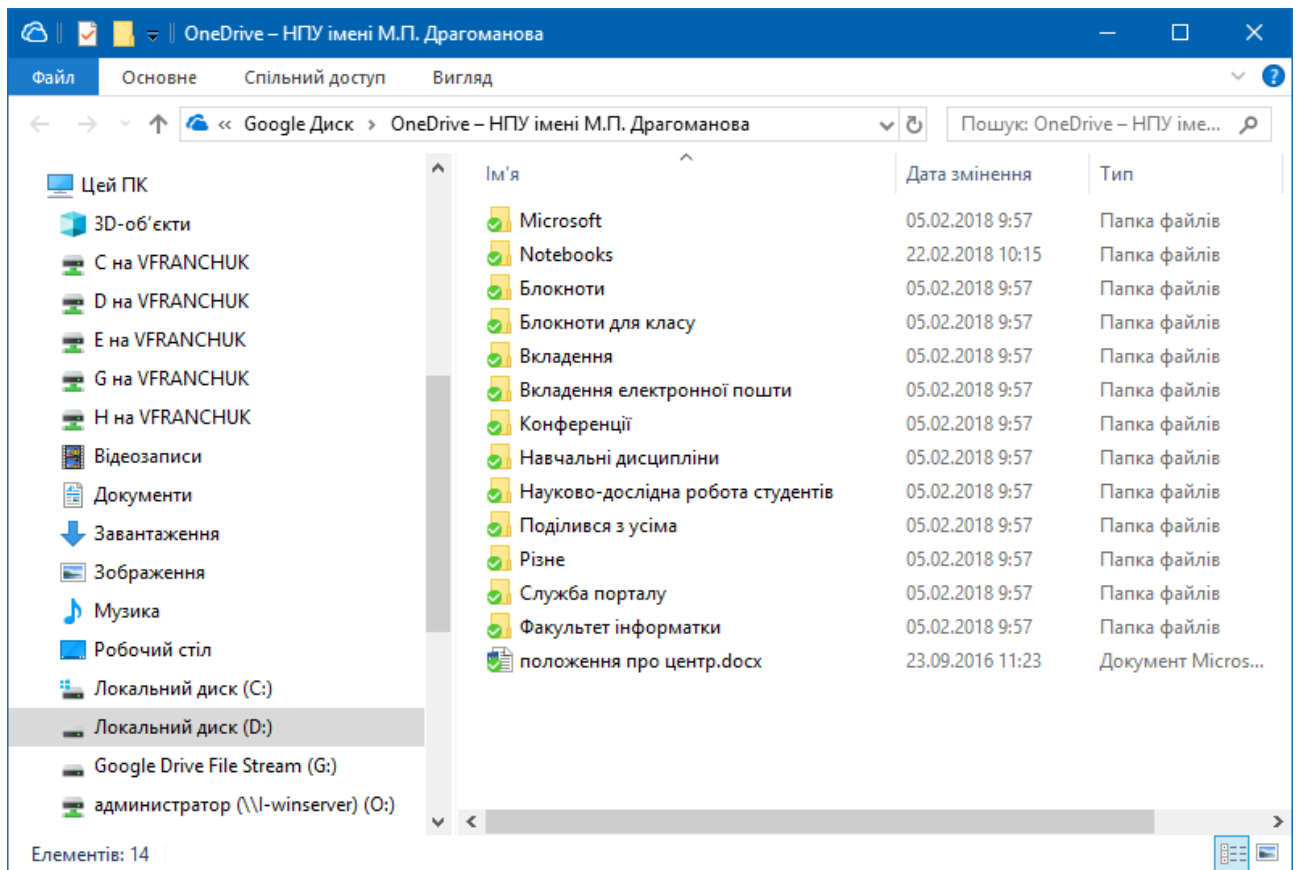 OneDrive – НПУ імені М.П. Драгоманова
Файл Основне Спільний доступ Вигляд
« Google Диск › OneDrive – НПУ імені М.П. Драгоманова Пошук: OneDrive – НПУ іме...
Цей ПК
3D-об'єкти
C на VFRANCHUK
D на VFRANCHUK
E на VFRANCHUK
G на VFRANCHUK
H на VFRANCHUK
Відеозаписи
Документи
Завантаження
Зображення
Музика
Робочий стіл
Локальний диск (C:)
Локальний диск (D:)
Google Drive File Stream (G:)
администратор (\\I-winserver) (O:)
Ім'я Дата змінення Тип
Microsoft 05.02.2018 9:57 Папка файлів
Notebooks 22.02.2018 10:15 Папка файлів
Блокноти 05.02.2018 9:57 Папка файлів
Блокноти для класу 05.02.2018 9:57 Папка файлів
Вкладення 05.02.2018 9:57 Папка файлів
Вкладення електронної пошти 05.02.2018 9:57 Папка файлів
Конференції 05.02.2018 9:57 Папка файлів
Навчальні дисципліни 05.02.2018 9:57 Папка файлів
Науково-дослідна робота студентів 05.02.2018 9:57 Папка файлів
Поділився з усіма 05.02.2018 9:57 Папка файлів
Різне 05.02.2018 9:57 Папка файлів
Служба порталу 05.02.2018 9:57 Папка файлів
Факультет інформатки 05.02.2018 9:57 Папка файлів
положення про центр.docx 23.09.2016 11:23 Документ Micros...
Елементів: 14